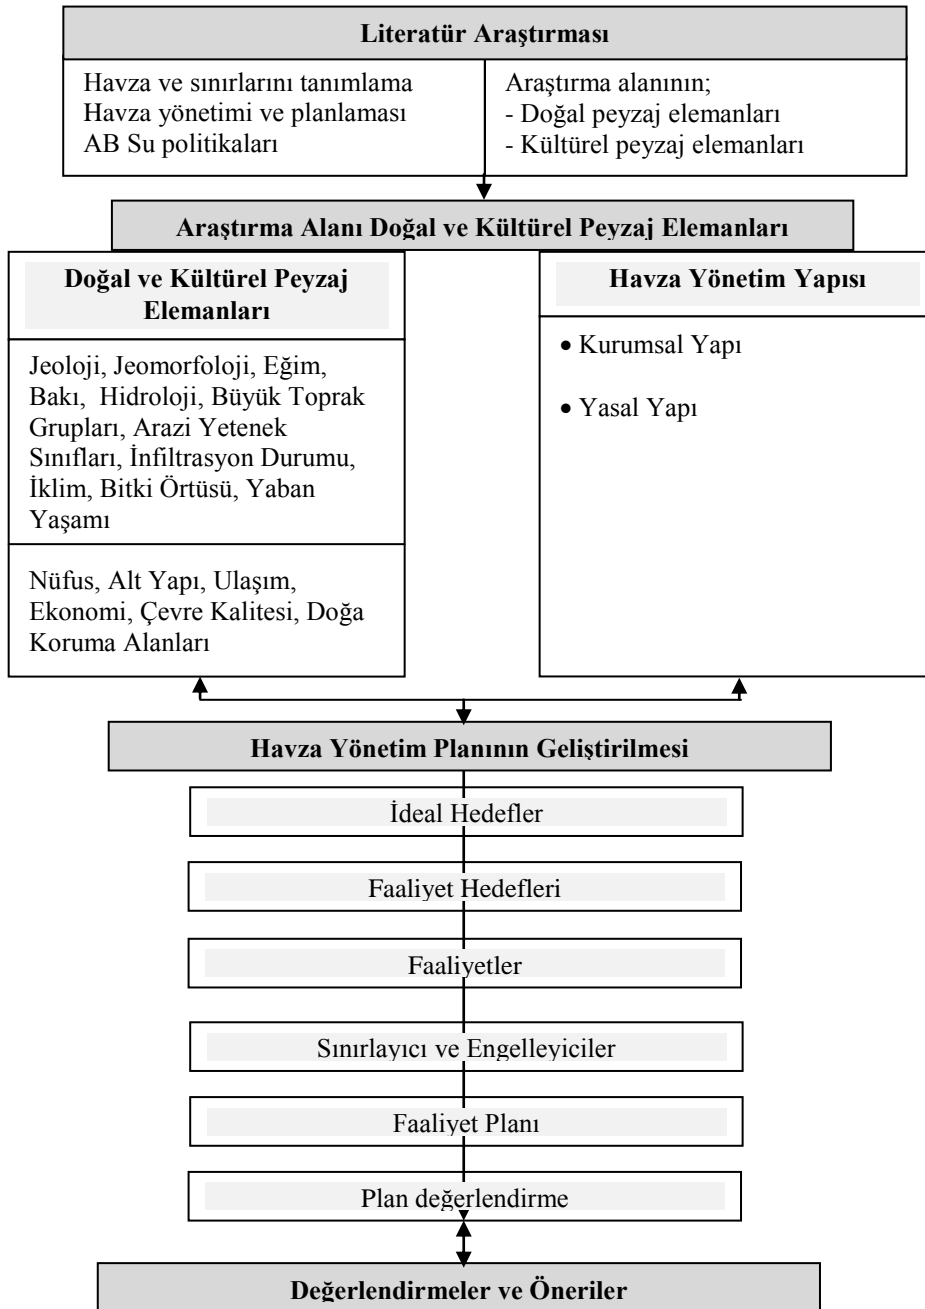 Literatür Araştırması
Havza ve sınırlarını tanımlama
Havza yönetimi ve planlaması
AB Su politikaları
Araştırma alanının;
- Doğal peyzaj elemanları
- Kültürel peyzaj elemanları
Araştırma Alanı Doğal ve Kültürel Peyzaj Elemanları
Doğal ve Kültürel Peyzaj
Elemanları
Jeoloji, Jeomorfoloji, Eğim,
Bakı, Hidroloji, Büyük Toprak
Grupları, Arazi Yetenek
Sınıfları, İnfiltrasyon Durumu,
İklim, Bitki Örtüsü, Yaban
Yaşamı
Nüfus, Alt Yapı, Ulaşım,
Ekonomi, Çevre Kalitesi, Doğa
Koruma Alanları
Havza Yönetim Yapısı
• Kurumsal Yapı
• Yasal Yapı
Havza Yönetim Planının Geliştirilmesi
İdeal Hedefler
Faaliyet Hedefleri
Faaliyetler
Sınırlayıcı ve Engelleyiciler
Faaliyet Planı
Plan değerlendirme
Değerlendirmeler ve Öneriler